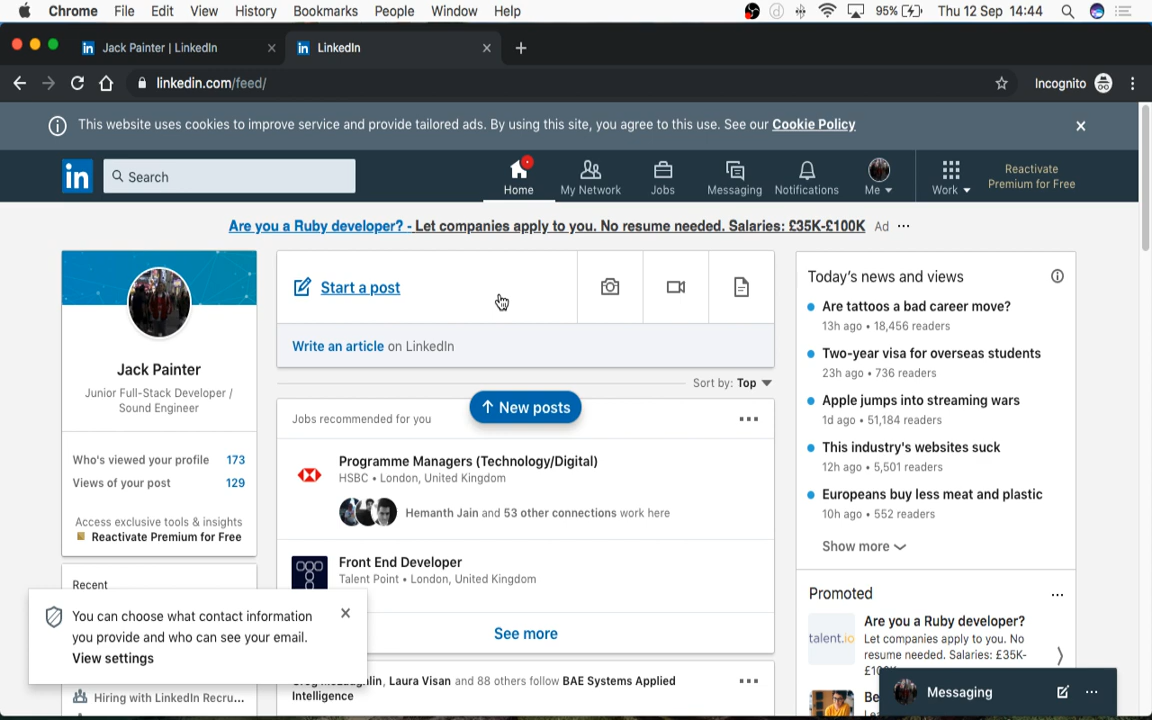 Chrome File Edit View History Bookmarks People Window Help 95% Thu 12 Sep 14:44
in Jack Painter | LinkedIn × in LinkedIn × +
linkedin.com/feed/ Incognito
This website uses cookies to improve service and provide tailored ads. By using this site, you agree to this use. See our Cookie Policy ×
in Search Home My Network Jobs Messaging Notifications Me Work Reactivate
Premium for Free
Are you a Ruby developer? - Let companies apply to you. No resume needed. Salaries: £35K-£100K Ad
Jack Painter
Junior Full-Stack Developer /
Sound Engineer
Who's viewed your profile 173
Views of your post 129
Access exclusive tools & insights
Reactivate Premium for Free
Recent
You can choose what contact information
you provide and who can see your email.
View settings
Hiring with LinkedIn Recru...
Start a post
Write an article on LinkedIn
Sort by: Top
↑ New posts
Jobs recommended for you
Programme Managers (Technology/Digital)
HSBC • London, United Kingdom
Hemanth Jain and 53 other connections work here
Front End Developer
Talent Point • London, United Kingdom
See more
Laura Visan and 88 others follow BAE Systems Applied
Intelligence
Today's news and views
Are tattoos a bad career move?
13h ago • 18,456 readers
Two-year visa for overseas students
23h ago • 736 readers
Apple jumps into streaming wars
1d ago • 51,184 readers
This industry's websites suck
12h ago • 5,501 readers
Europeans buy less meat and plastic
10h ago • 552 readers
Show more
Promoted
talent.io
Are you a Ruby developer?
Let companies apply to you. No
resume needed. Salaries: £35K-
Be
Messaging